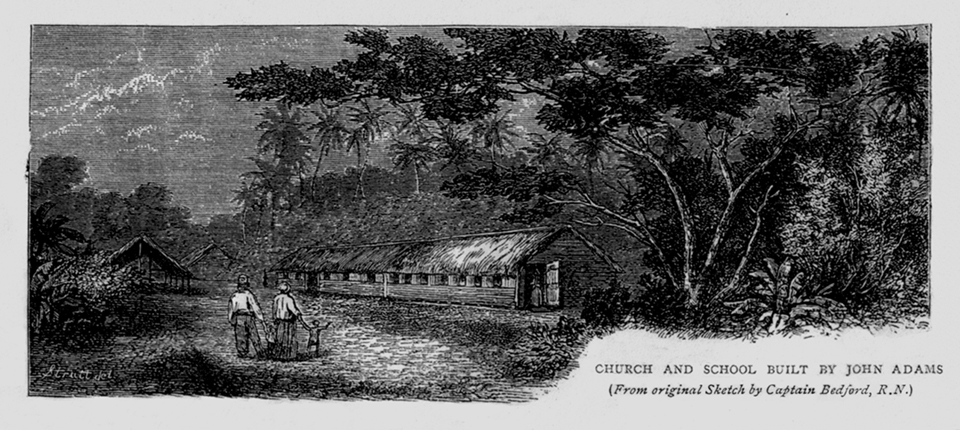 CHURCH AND SCHOOL BUILT BY JOHN ADAMS
(From original Sketch by Captain Bedford, R.N.)